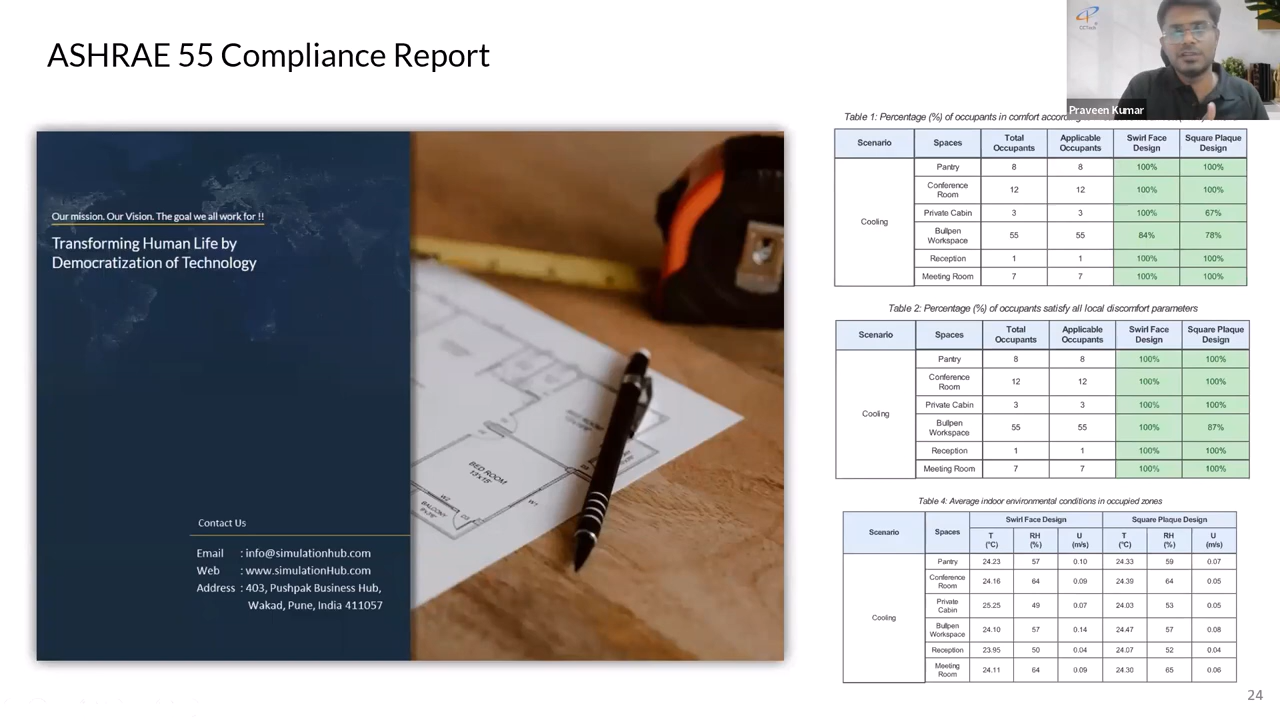 ASHRAE 55 Compliance Report
CCTech
Praveen Kumar
Our mission. Our Vision. The goal we all work for !!
Transforming Human Life by
Democratization of Technology
BED ROOM
13'X15'
BALCONY
W2
W1
Contact Us
Email : info@simulationhub.com
Web : www.simulationHub.com
Address : 403, Pushpak Business Hub,
Wakad, Pune, India 411057
Table 1: Percentage (%) of occupants in comfort
Scenario Spaces Total Occupants Applicable Occupants Swirl Face Design Square Plaque Design
Cooling
Pantry 8 8 100% 100%
Conference Room 12 12 100% 100%
Private Cabin 3 3 100% 67%
Bullpen Workspace 55 55 84% 78%
Reception 1 1 100% 100%
Meeting Room 7 7 100% 100%
Table 2: Percentage (%) of occupants satisfy all local discomfort parameters
Scenario Spaces Total Occupants Applicable Occupants Swirl Face Design Square Plaque Design
Cooling
Pantry 8 8 100% 100%
Conference Room 12 12 100% 100%
Private Cabin 3 3 100% 100%
Bullpen Workspace 55 55 100% 87%
Reception 1 1 100% 100%
Meeting Room 7 7 100% 100%
Table 4: Average indoor environmental conditions in occupied zones
Scenario Spaces Swirl Face Design Square Plaque Design
T (°C) RH (%) U (m/s) T (°C) RH (%) U (m/s)
Cooling
Pantry 24.23 57 0.10 24.33 59 0.07
Conference Room 24.16 64 0.09 24.39 64 0.05
Private Cabin 25.25 49 0.07 24.03 53 0.05
Bullpen Workspace 24.10 57 0.14 24.47 57 0.08
Reception 23.95 50 0.04 24.07 52 0.04
Meeting Room 24.11 64 0.09 24.30 65 0.06
24